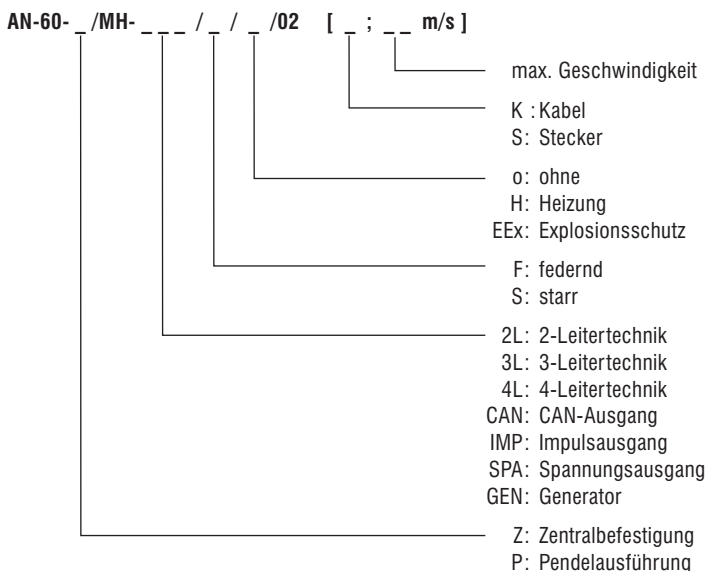 AN-60- _ /MH- _ _ _ / _ / _ /02 [ _ ; _ _ m/s ]
max. Geschwindigkeit
K : Kabel
S: Stecker
o: ohne
H: Heizung
EEx: Explosionsschutz
F: federnd
S: starr
2L: 2-Leitertechnik
3L: 3-Leitertechnik
4L: 4-Leitertechnik
CAN: CAN-Ausgang
IMP: Impulsausgang
SPA: Spannungsausgang
GEN: Generator
Z: Zentralbefestigung
P: Pendelausführung